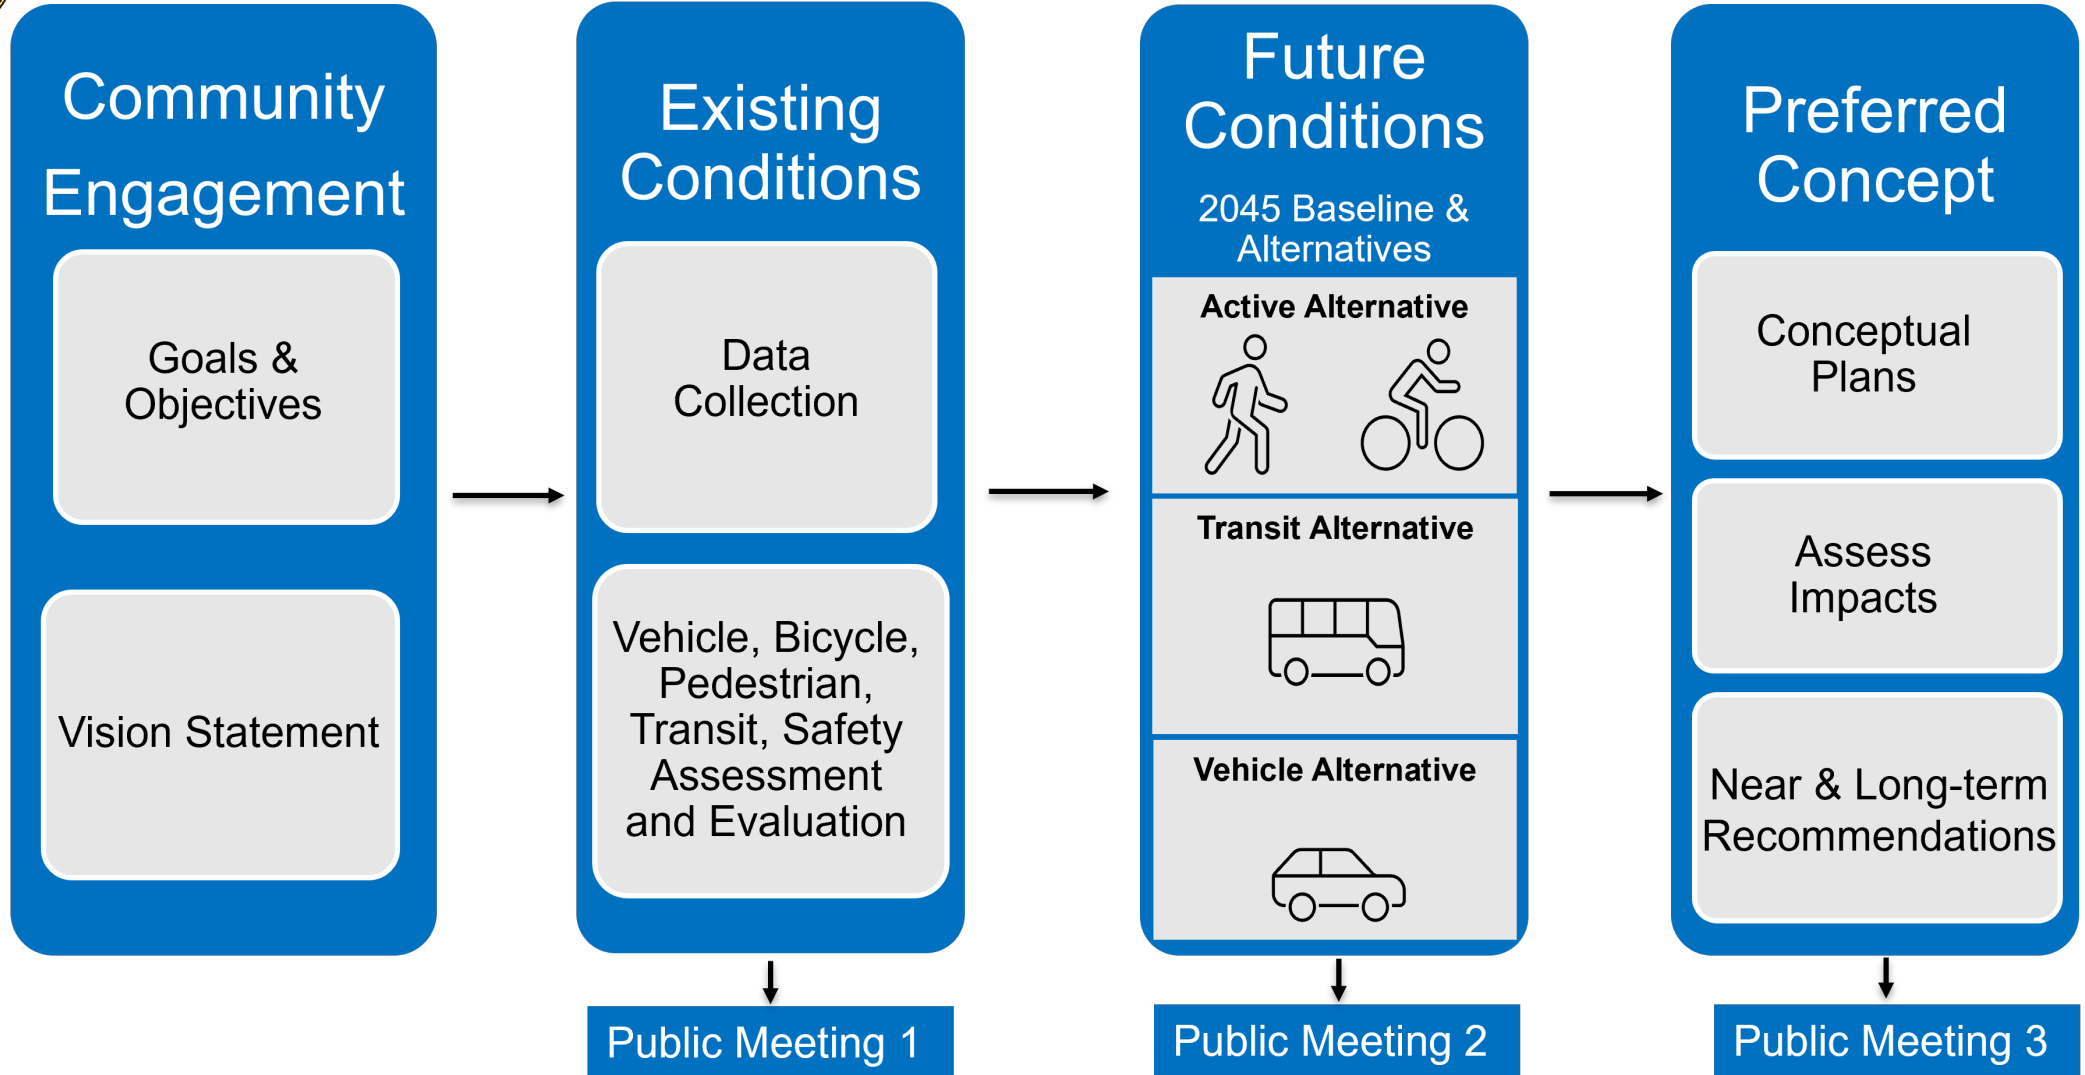 Community
Engagement
Goals &
Objectives
Vision Statement
Existing
Conditions
Data
Collection
Vehicle, Bicycle,
Pedestrian,
Transit, Safety
Assessment
and Evaluation
Public Meeting 1
Future
Conditions
2045 Baseline &
Alternatives
Active Alternative
Transit Alternative
Vehicle Alternative
Public Meeting 2
Preferred
Concept
Conceptual
Plans
Assess
Impacts
Near & Long-term
Recommendations
Public Meeting 3